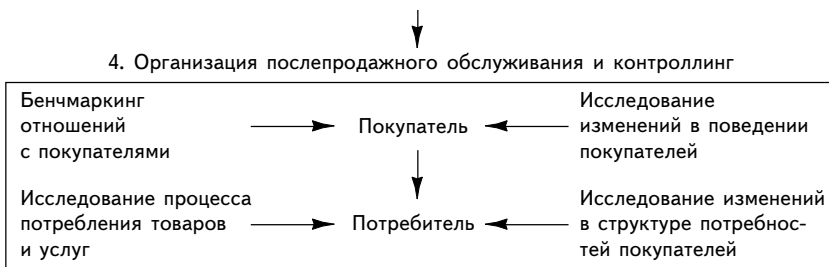 4. Организация послепродажного обслуживания и контроллинг
Бенчмаркинг
отношений
с покупателями
Покупатель
Исследование
изменений в поведении
покупателей
Исследование процесса
потребления товаров
и услуг
Потребитель
Исследование изменений
в структуре потребнос-
тей покупателей